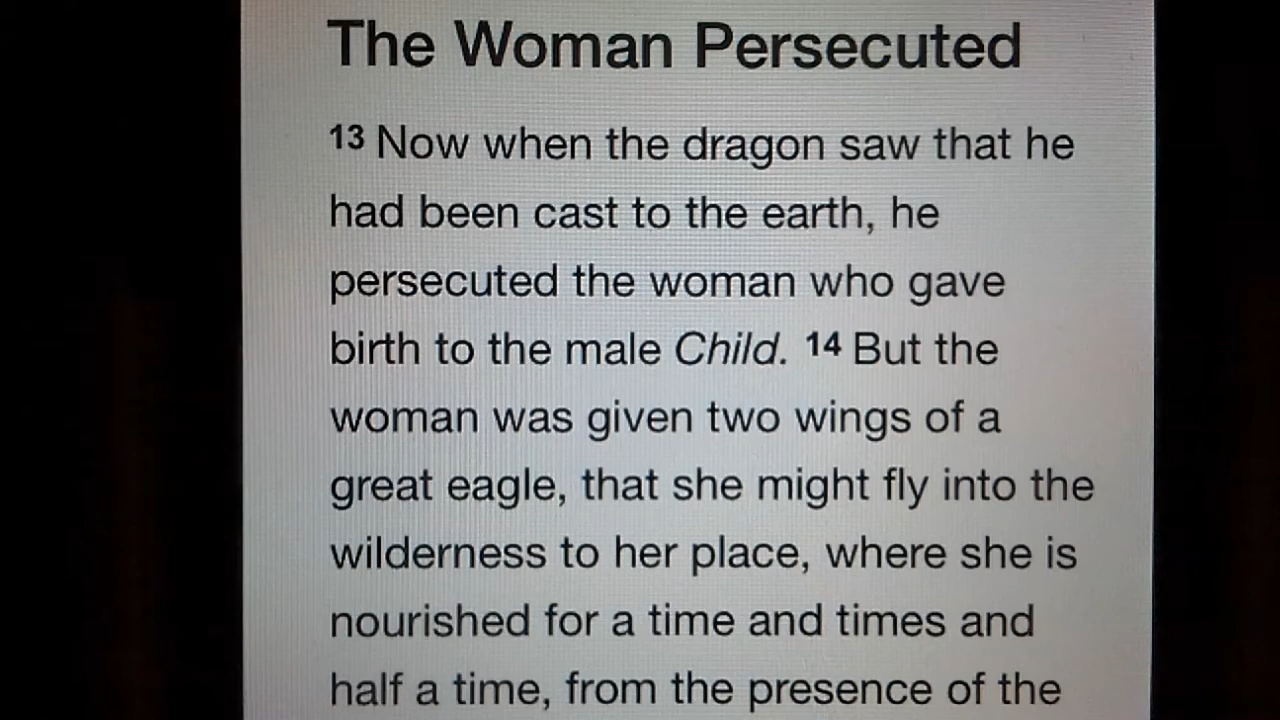 The Woman Persecuted
13 Now when the dragon saw that he
had been cast to the earth, he
persecuted the woman who gave
birth to the male Child. 14 But the
woman was given two wings of a
great eagle, that she might fly into the
wilderness to her place, where she is
nourished for a time and times and
half a time, from the presence of the